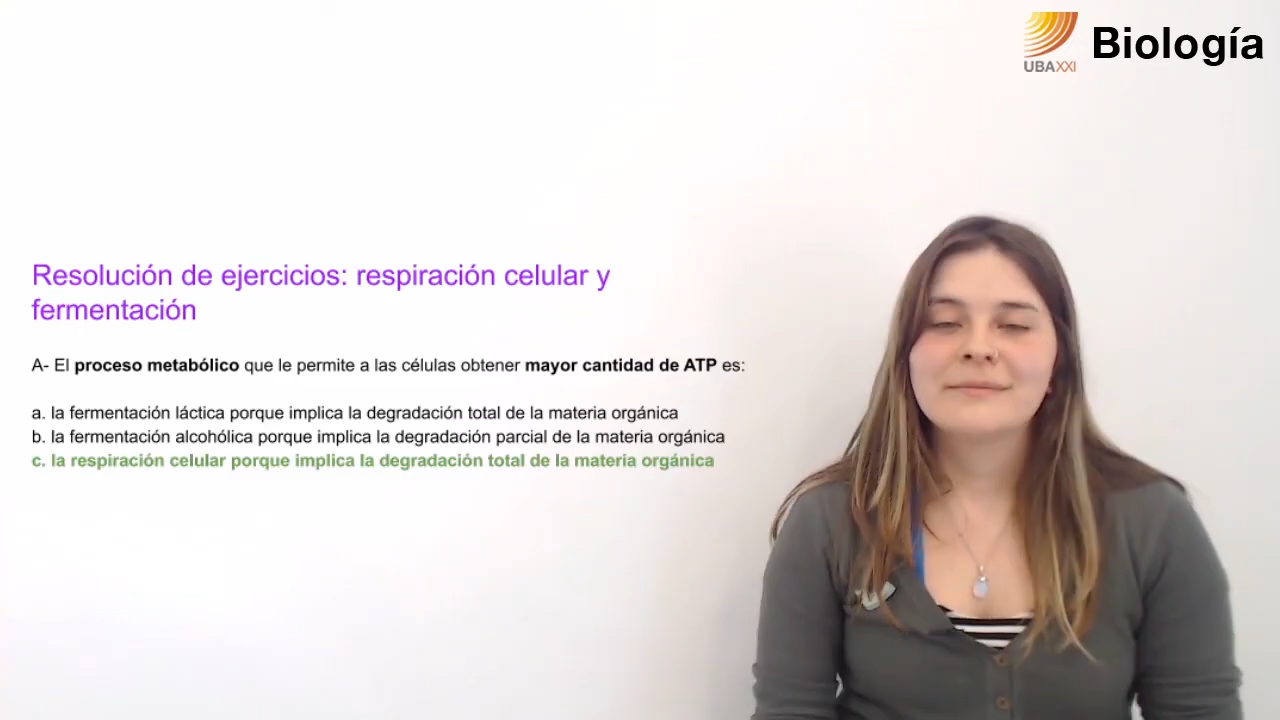 UBAXXI
Biología
Resolución de ejercicios: respiración celular y
fermentación
A- El proceso metabólico que le permite a las células obtener mayor cantidad de ATP es:
a. la fermentación láctica porque implica la degradación total de la materia orgánica
b. la fermentación alcohólica porque implica la degradación parcial de la materia orgánica
c. la respiración celular porque implica la degradación total de la materia orgánica